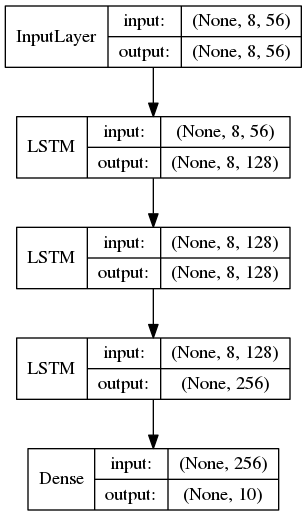 InputLayer input: (None, 8, 56)
output: (None, 8, 56)
LSTM input: (None, 8, 56)
output: (None, 8, 128)
LSTM input: (None, 8, 128)
output: (None, 8, 128)
LSTM input: (None, 8, 128)
output: (None, 256)
Dense input: (None, 256)
output: (None, 10)